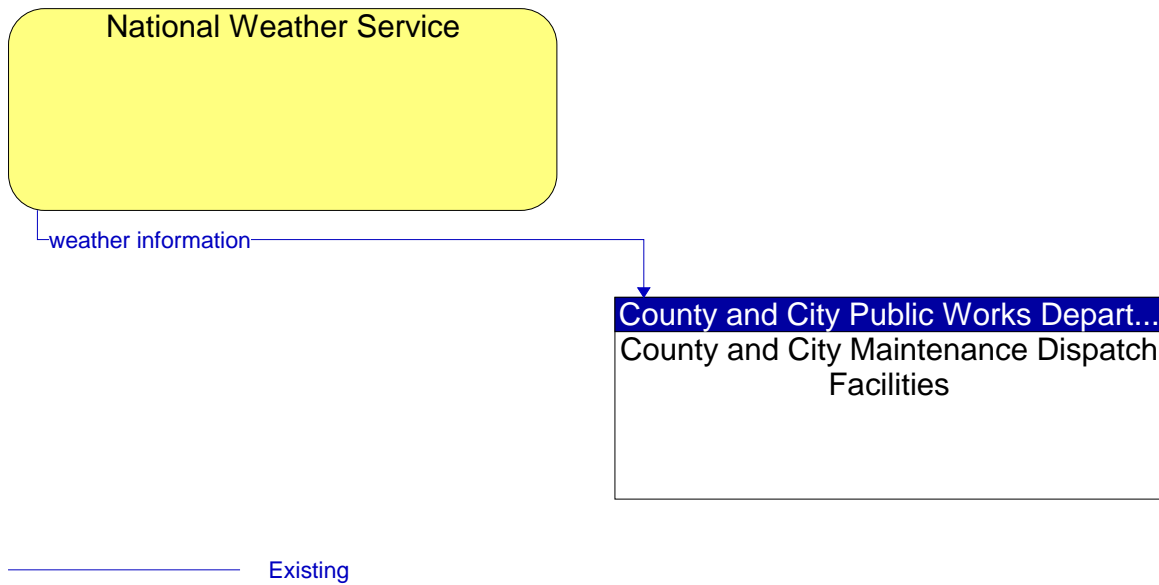 National Weather Service
weather information
County and City Public Works Depart...
County and City Maintenance Dispatch
Facilities
Existing